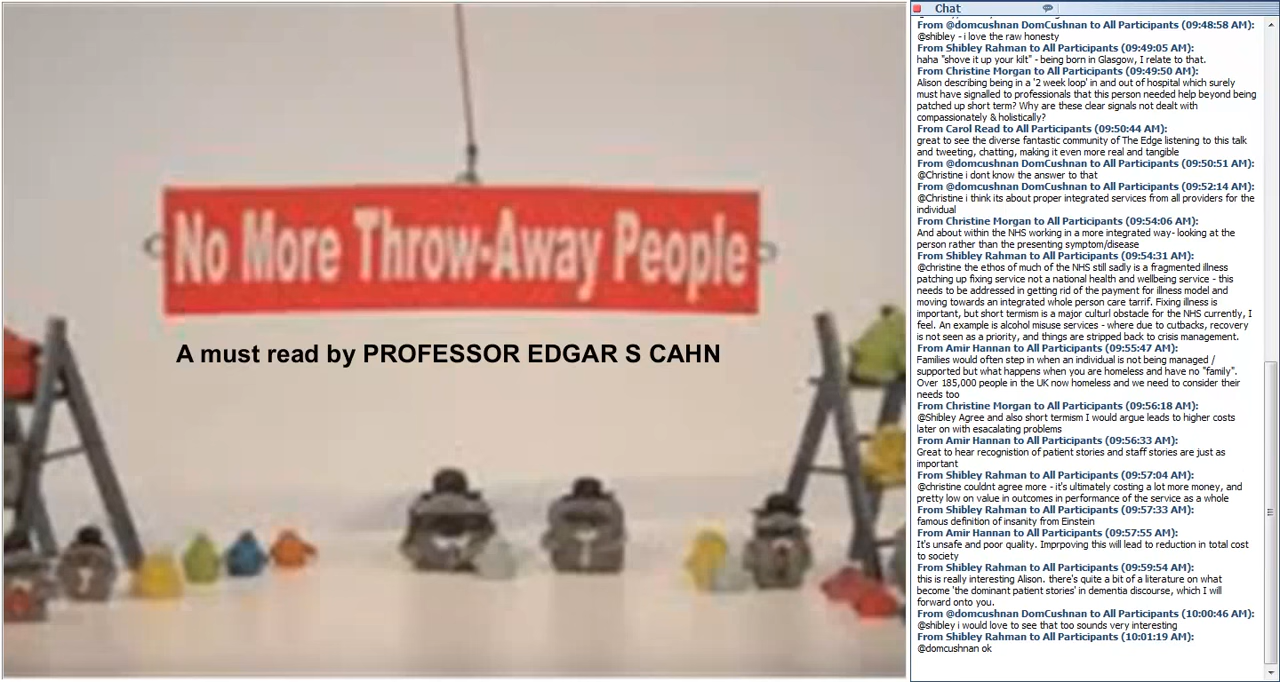 No More Throw-Away People
A must read by PROFESSOR EDGAR S CAHN
Chat
From @domcushnan DomCushnan to All Participants (09:48:58 AM):
@shibley - i love the raw honesty
From Shibley Rahman to All Participants (09:49:05 AM):
haha "shove it up your kilt" - being born in Glasgow, I relate to that.
From Christine Morgan to All Participants (09:49:50 AM):
Alison describing being in a '2 week loop' in and out of hospital which surely
must have signalled to professionals that this person needed help beyond being
patched up short term? Why are these clear signals not dealt with
compassionately & holistically?
From Carol Read to All Participants (09:50:44 AM):
great to see the diverse fantastic community of The Edge listening to this talk
and tweeting, chatting, making it even more real and tangible
From @domcushnan DomCushnan to All Participants (09:50:51 AM):
@Christine i dont know the answer to that
From @domcushnan DomCushnan to All Participants (09:52:14 AM):
@Christine i think its about proper integrated services from all providers for the
individual
From Christine Morgan to All Participants (09:54:06 AM):
And about within the NHS working in a more integrated way- looking at the
person rather than the presenting symptom/disease
From Shibley Rahman to All Participants (09:54:31 AM):
@christine the ethos of much of the NHS still sadly is a fragmented illness
patching up fixing service not a national health and wellbeing service - this
needs to be addressed in getting rid of the payment for illness model and
moving towards an integrated whole person care tarrif. Fixing illness is
important, but short termism is a major culturl obstacle for the NHS currently, I
feel. An example is alcohol misuse services - where due to cutbacks, recovery
is not seen as a priority, and things are stripped back to crisis management.
From Amir Hannan to All Participants (09:55:47 AM):
Families would often step in when an individual is not being managed /
supported but what happens when you are homeless and have no "family".
Over 185,000 people in the UK now homeless and we need to consider their
needs too
From Christine Morgan to All Participants (09:56:18 AM):
@Shibley Agree and also short termism I would argue leads to higher costs
later on with esacalating problems
From Amir Hannan to All Participants (09:56:33 AM):
Great to hear recognistion of patient stories and staff stories are just as
important
From Shibley Rahman to All Participants (09:57:04 AM):
@christine couldnt agree more - it's ultimately costing a lot more money, and
pretty low on value in outcomes in performance of the service as a whole
From Shibley Rahman to All Participants (09:57:33 AM):
famous definition of insanity from Einstein
From Amir Hannan to All Participants (09:57:55 AM):
It's unsafe and poor quality. Imprpoving this will lead to reduction in total cost
to society
From Shibley Rahman to All Participants (09:59:54 AM):
this is really interesting Alison. there's quite a bit of a literature on what
become 'the dominant patient stories' in dementia discourse, which I will
forward onto you.
From @domcushnan DomCushnan to All Participants (10:00:46 AM):
@shibley i would love to see that too sounds very interesting
From Shibley Rahman to All Participants (10:01:19 AM):
@domcushnan ok